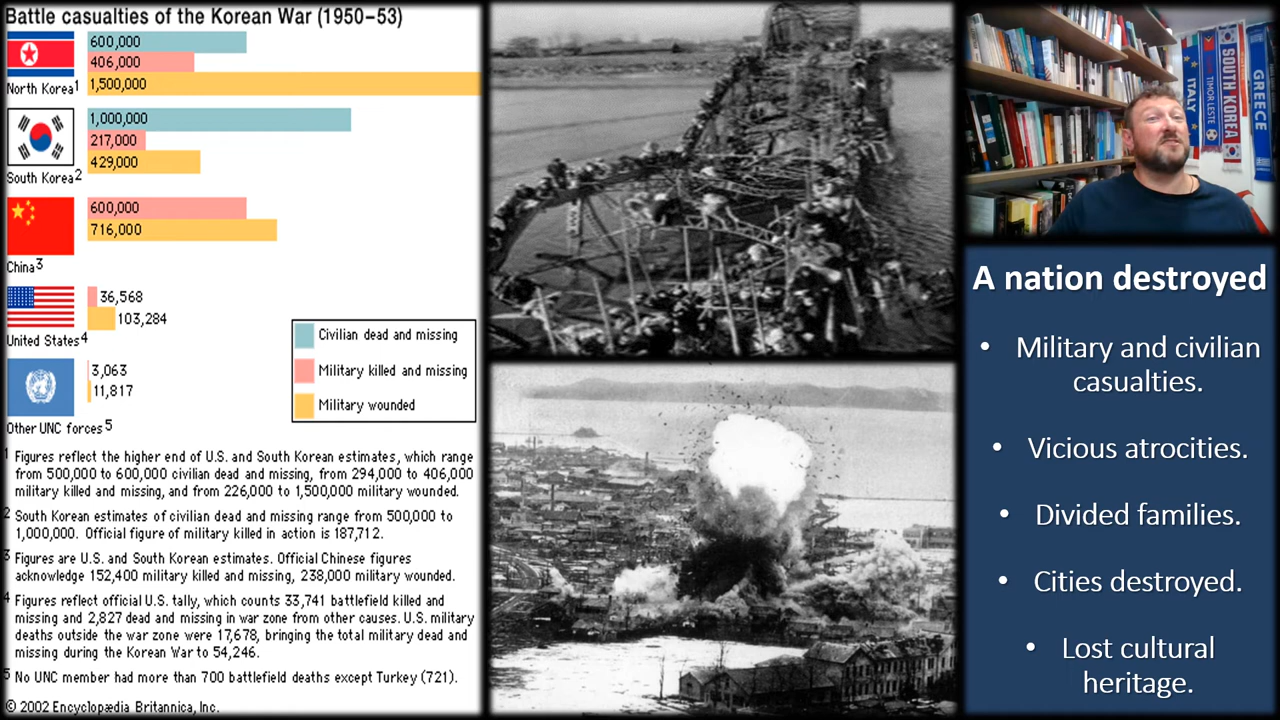 Battle casualties of the Korean War (1950–53)
600,000
406,000
1,500,000
North Korea1
1,000,000
217,000
429,000
South Korea2
600,000
716,000
China3
36,568
103,284
United States4
3,063
11,817
Other UNC forces5
Civilian dead and missing
Military killed and missing
Military wounded
1 Figures reflect the higher end of U.S. and South Korean estimates, which range
from 500,000 to 600,000 civilian dead and missing, from 294,000 to 406,000
military killed and missing, and from 226,000 to 1,500,000 military wounded.
2 South Korean estimates of civilian dead and missing range from 500,000 to
1,000,000. Official figure of military killed in action is 187,712.
3 Figures are U.S. and South Korean estimates. Official Chinese figures
acknowledge 152,400 military killed and missing, 238,000 military wounded.
4 Figures reflect official U.S. tally, which counts 33,741 battlefield killed and
missing and 2,827 dead and missing in war zone from other causes. U.S. military
deaths outside the war zone were 17,678, bringing the total military dead and
missing during the Korean War to 54,246.
5 No UNC member had more than 700 battlefield deaths except Turkey (721).
© 2002 Encyclopædia Britannica, Inc.
ITALY
TIMOR LESTE
SOUTH KOREA
GREECE
A nation destroyed
• Military and civilian
casualties.
• Vicious atrocities.
• Divided families.
• Cities destroyed.
• Lost cultural
heritage.